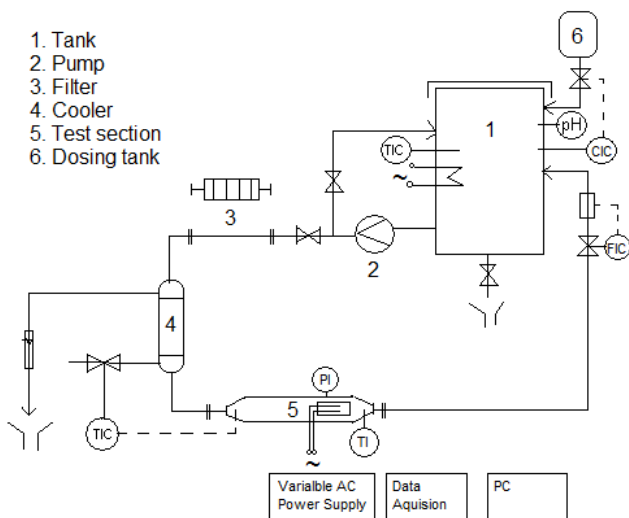 1. Tank
2. Pump
3. Filter
4. Cooler
5. Test section
6. Dosing tank
6
1
pH
TIC
CIC
~
3
2
FIC
4
PI
5
TIC
TI
~
Varialble AC
Power Supply
Data
Aquision
PC